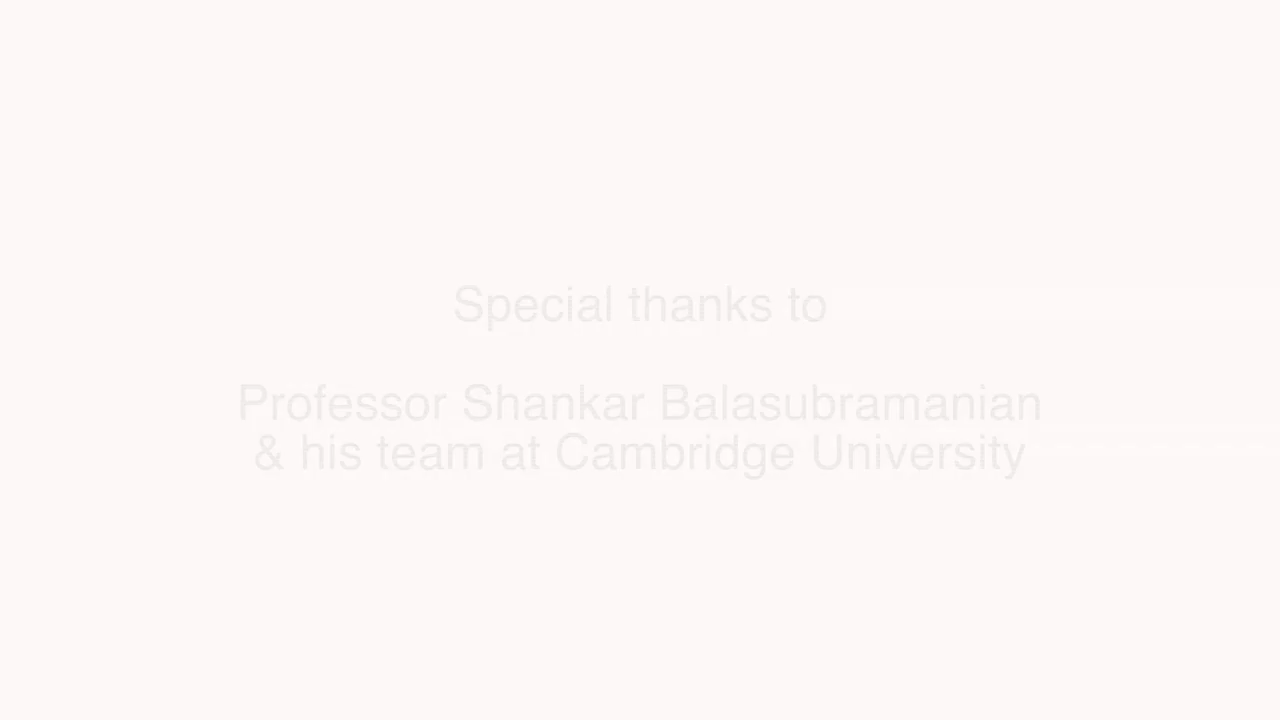 Special thanks to
Professor Shankar Balasubramanian
& his team at Cambridge University